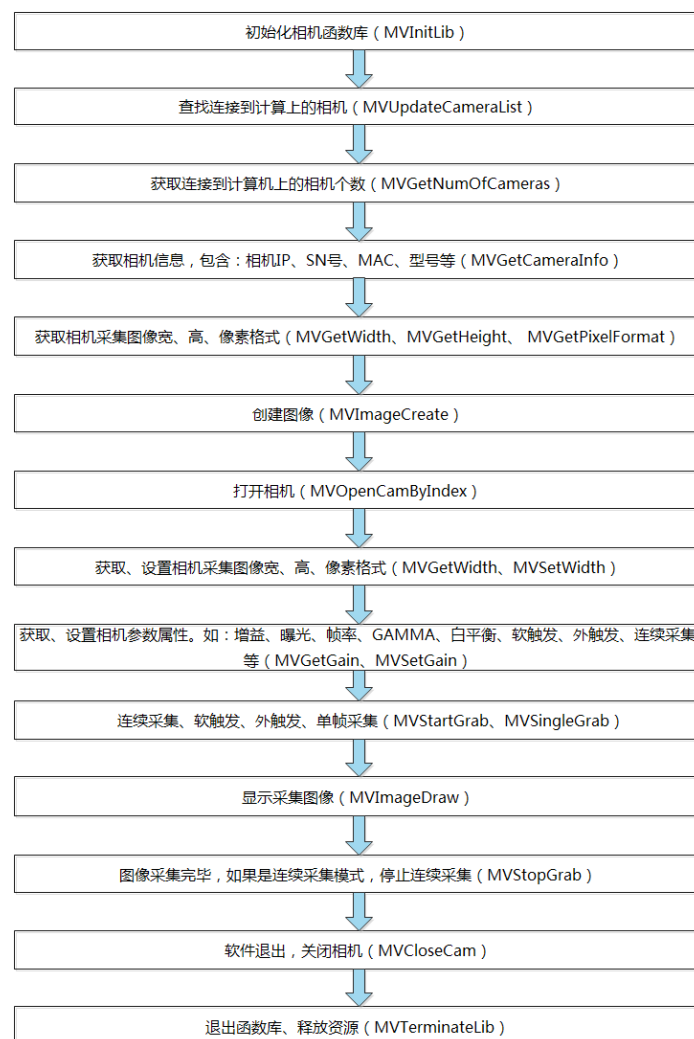 初始化相机函数库（MVInitLib）
查找连接到计算上的相机（MVUpdateCameraList）
获取连接到计算机上的相机个数（MVGetNumOfCameras）
获取相机信息，包含：相机IP、SN号、MAC、型号等（MVGetCameraInfo）
获取相机采集图像宽、高、像素格式（MVGetWidth、MVGetHeight、 MVGetPixelFormat）
创建图像（MVImageCreate）
打开相机（MVOpenCamByIndex）
获取、设置相机采集图像宽、高、像素格式（MVGetWidth、MVSetWidth）
获取、设置相机参数属性。如：增益、曝光、帧率、GAMMA、白平衡、软触发、外触发、连续采集
等（MVGetGain、MVSetGain）
连续采集、软触发、外触发、单帧采集（MVStartGrab、MVSingleGrab）
显示采集图像（MVImageDraw）
图像采集完毕，如果是连续采集模式，停止连续采集（MVStopGrab）
软件退出，关闭相机（MVCloseCam）
退出函数库、释放资源（MVTerminateLib）